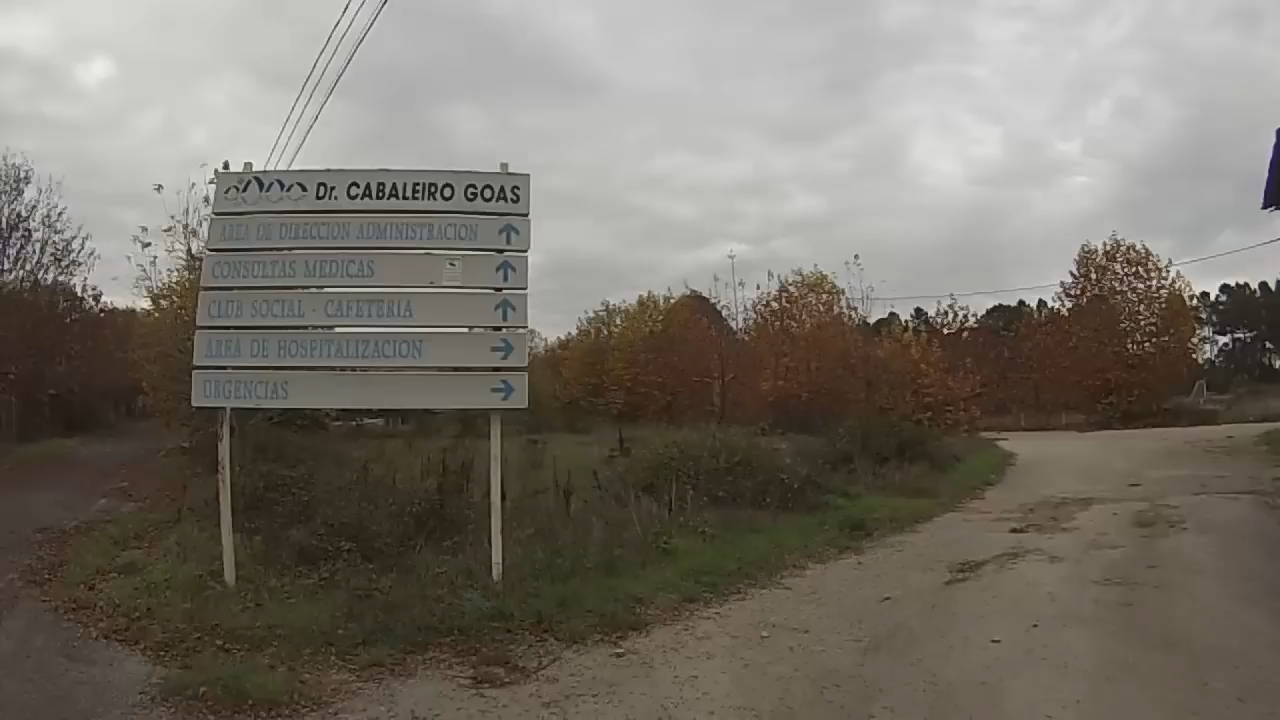 Dr. CABALEIRO GOAS
AREA DE DIRECCION ADMINISTRACION
CONSULTAS MEDICAS
CLUB SOCIAL - CAFETERIA
AREA DE HOSPITALIZACION
URGENCIAS